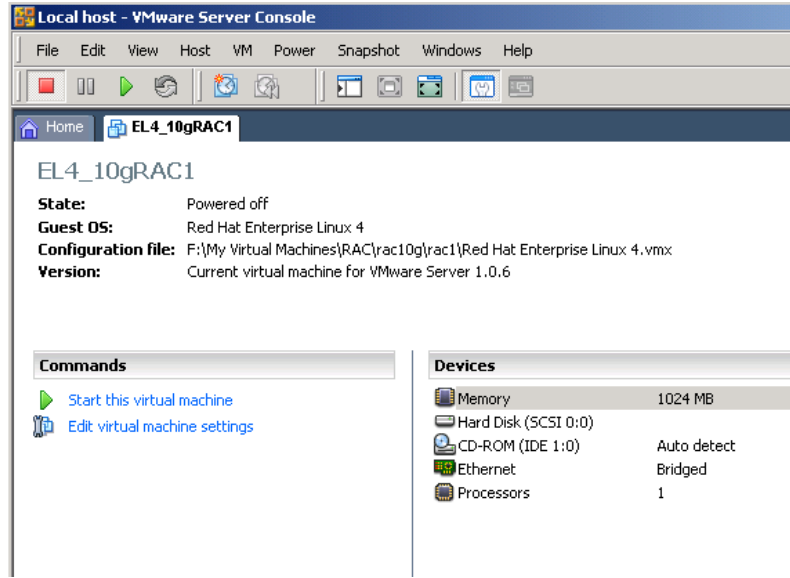 Local host - VMware Server Console
File Edit View Host VM Power Snapshot Windows Help
Home EL4_10gRAC1
EL4_10gRAC1
State: Powered off
Guest OS: Red Hat Enterprise Linux 4
Configuration file: F:\My Virtual Machines\RAC\rac10g\rac1\Red Hat Enterprise Linux 4.vmx
Version: Current virtual machine for VMware Server 1.0.6
Commands
Start this virtual machine
Edit virtual machine settings
Devices
Memory 1024 MB
Hard Disk (SCSI 0:0)
CD-ROM (IDE 1:0) Auto detect
Ethernet Bridged
Processors 1